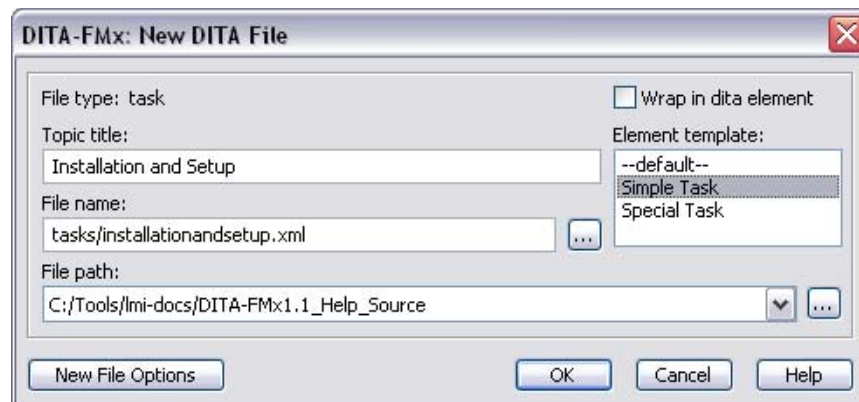 DITA-FMx: New DITA File
File type: task
Wrap in dita element
Topic title:
Installation and Setup
Element template:
--default--
Simple Task
Special Task
File name:
tasks/installationandsetup.xml
...
File path:
C:/Tools/lmi-docs/DITA-FMx1.1_Help_Source
...
New File Options
OK
Cancel
Help